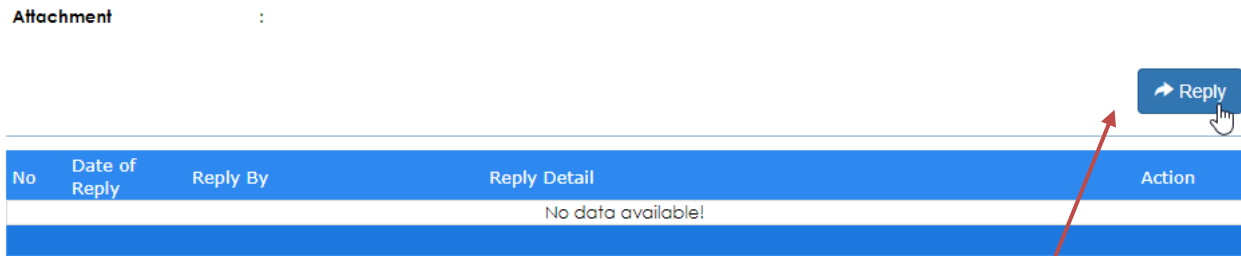 Attachment :
Reply
No Date of Reply Reply By Reply Detail Action
No data available!